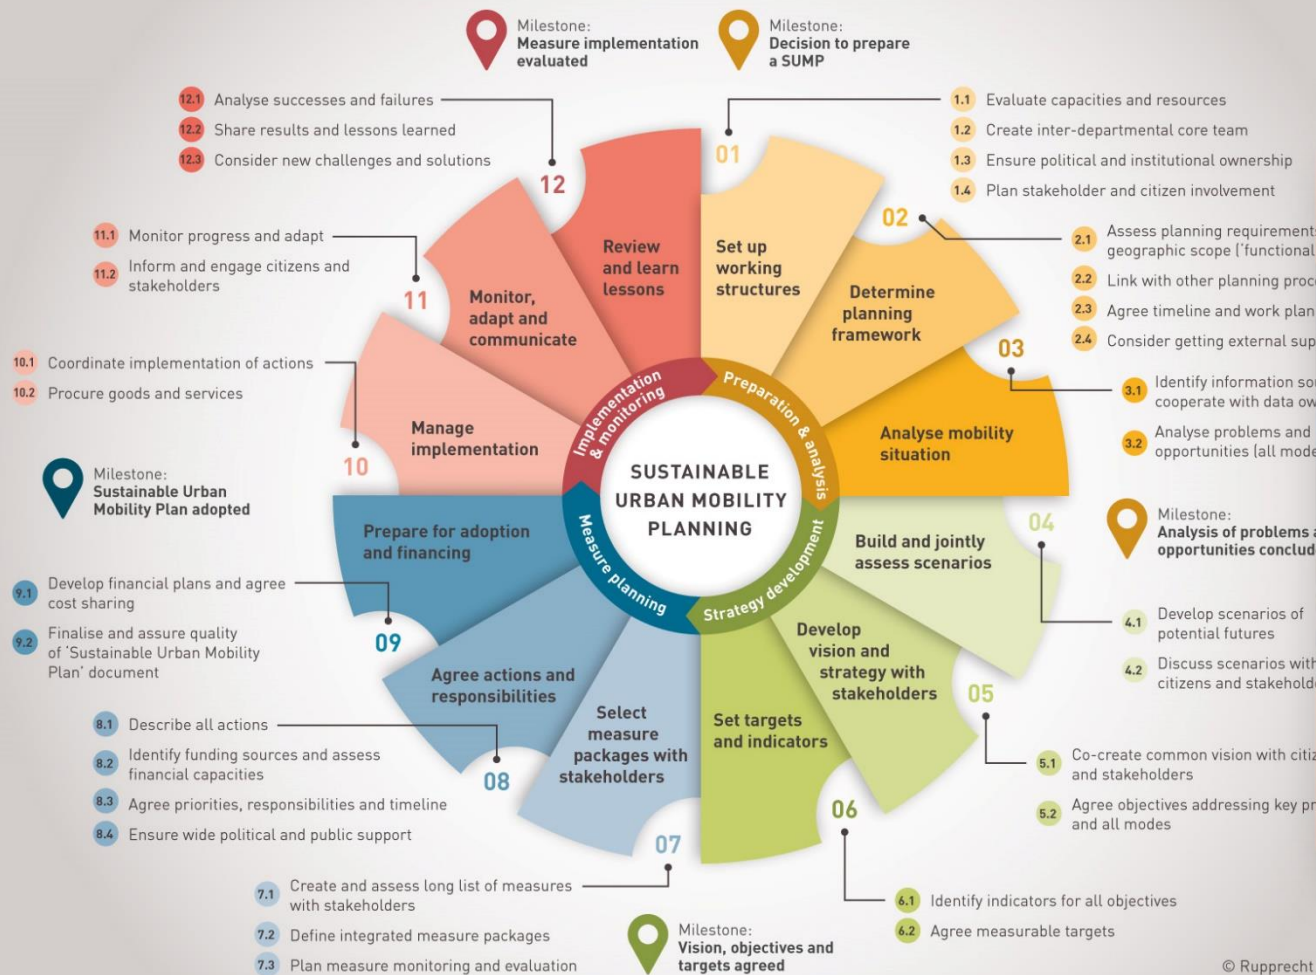 Milestone:
Measure implementation
evaluated
Milestone:
Decision to prepare
a SUMP
12.1 Analyse successes and failures
12.2 Share results and lessons learned
12.3 Consider new challenges and solutions
1.1 Evaluate capacities and resources
1.2 Create inter-departmental core team
1.3 Ensure political and institutional ownership
1.4 Plan stakeholder and citizen involvement
11.1 Monitor progress and adapt
11.2 Inform and engage citizens and
stakeholders
2.1 Assess planning requirement
geographic scope ('functional
2.2 Link with other planning
2.3 Agree timeline and work plan
2.4 Consider getting external
10.1 Coordinate implementation of actions
10.2 Procure goods and services
3.1 Identify information
cooperate with data
3.2 Analyse problems and
opportunities (all
Milestone:
Sustainable Urban
Mobility Plan adopted
Milestone:
Analysis of problems
opportunities
9.1 Develop financial plans and agree
cost sharing
9.2 Finalise and assure quality
of 'Sustainable Urban Mobility
Plan' document
4.1 Develop scenarios of
potential futures
4.2 Discuss scenarios with
citizens and
8.1 Describe all actions
8.2 Identify funding sources and assess
financial capacities
8.3 Agree priorities, responsibilities and timeline
8.4 Ensure wide political and public support
5.1 Co-create common vision with
and stakeholders
5.2 Agree objectives addressing key
and all modes
7.1 Create and assess long list of measures
with stakeholders
7.2 Define integrated measure packages
7.3 Plan measure monitoring and evaluation
Milestone:
Vision, objectives and
targets agreed
6.1 Identify indicators for all objectives
6.2 Agree measurable targets
01
Set up
working
structures
02
Determine
planning
framework
03
Analyse mobility
situation
04
Build and jointly
assess scenarios
05
Develop
vision and
strategy with
stakeholders
06
Set targets
and indicators
07
Select
measure
packages with
stakeholders
08
Agree actions and
responsibilities
09
Prepare for adoption
and financing
10
Manage
implementation
11
Monitor,
adapt and
communicate
12
Review
and learn
lessons
Preparation & analysis
Strategy development
Measure planning
Implementation
& monitoring
SUSTAINABLE
URBAN MOBILITY
PLANNING
© Rupprecht